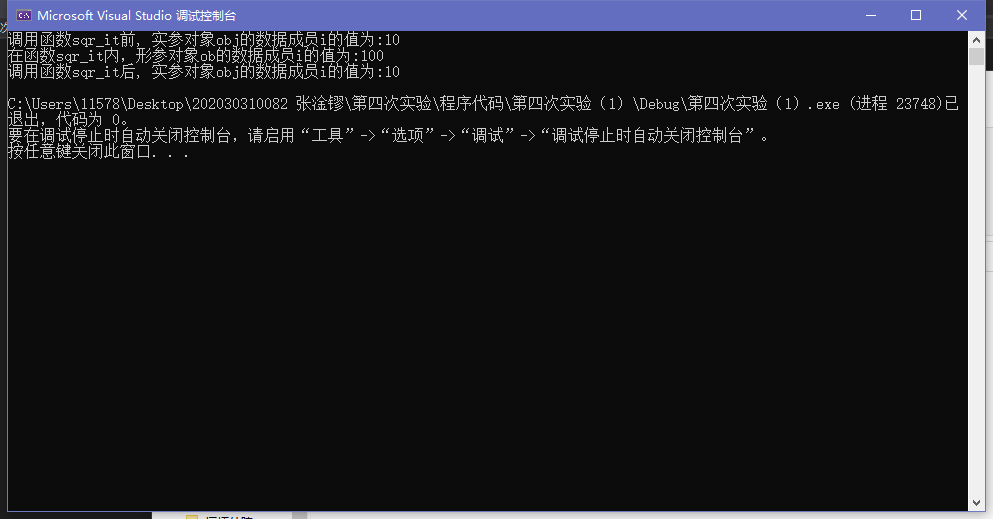 Microsoft Visual Studio 调试控制台
调用函数sqr_it前, 实参对象obj的数据成员i的值为:10
在函数sqr_it内, 形参对象ob的数据成员i的值为:100
调用函数sqr_it后, 实参对象obj的数据成员i的值为:10
C:\Users\11578\Desktop\202030310082 张淦镠\第四次实验\程序代码\第四次实验（1）\Debug\第四次实验（1）.exe (进程 23748)已
退出，代码为 0。
要在调试停止时自动关闭控制台，请启用“工具”->“选项”->“调试”->“调试停止时自动关闭控制台”。
按任意键关闭此窗口. . .